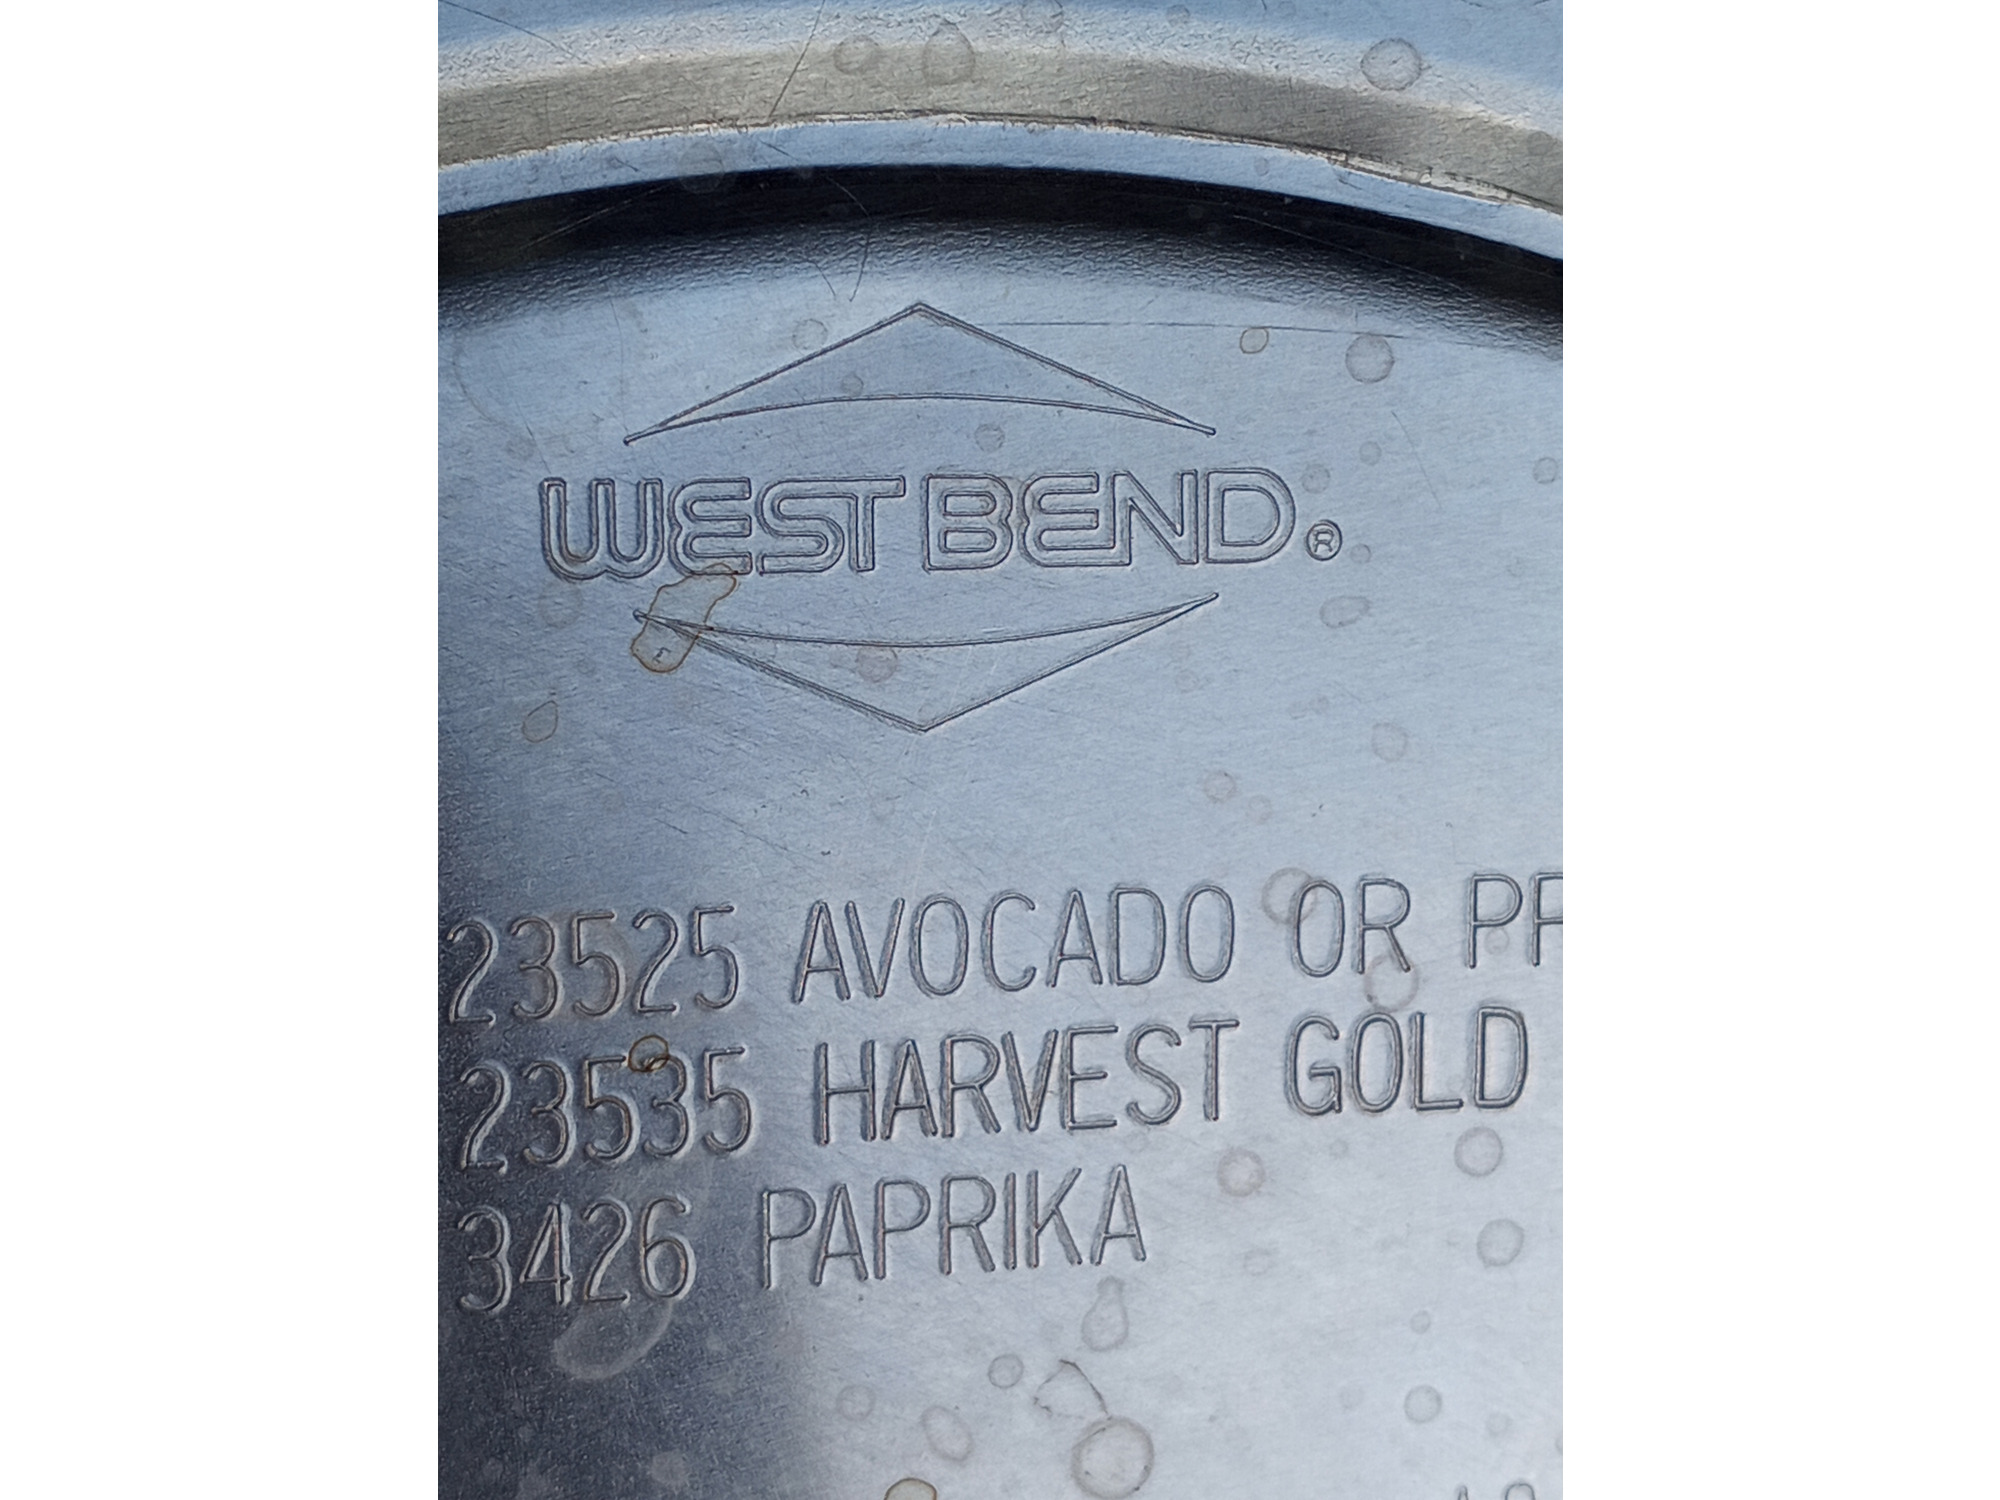 WEST BEND®
23525 AVOCADO OR
23535 HARVEST GOLD
3426 PAPRIKA